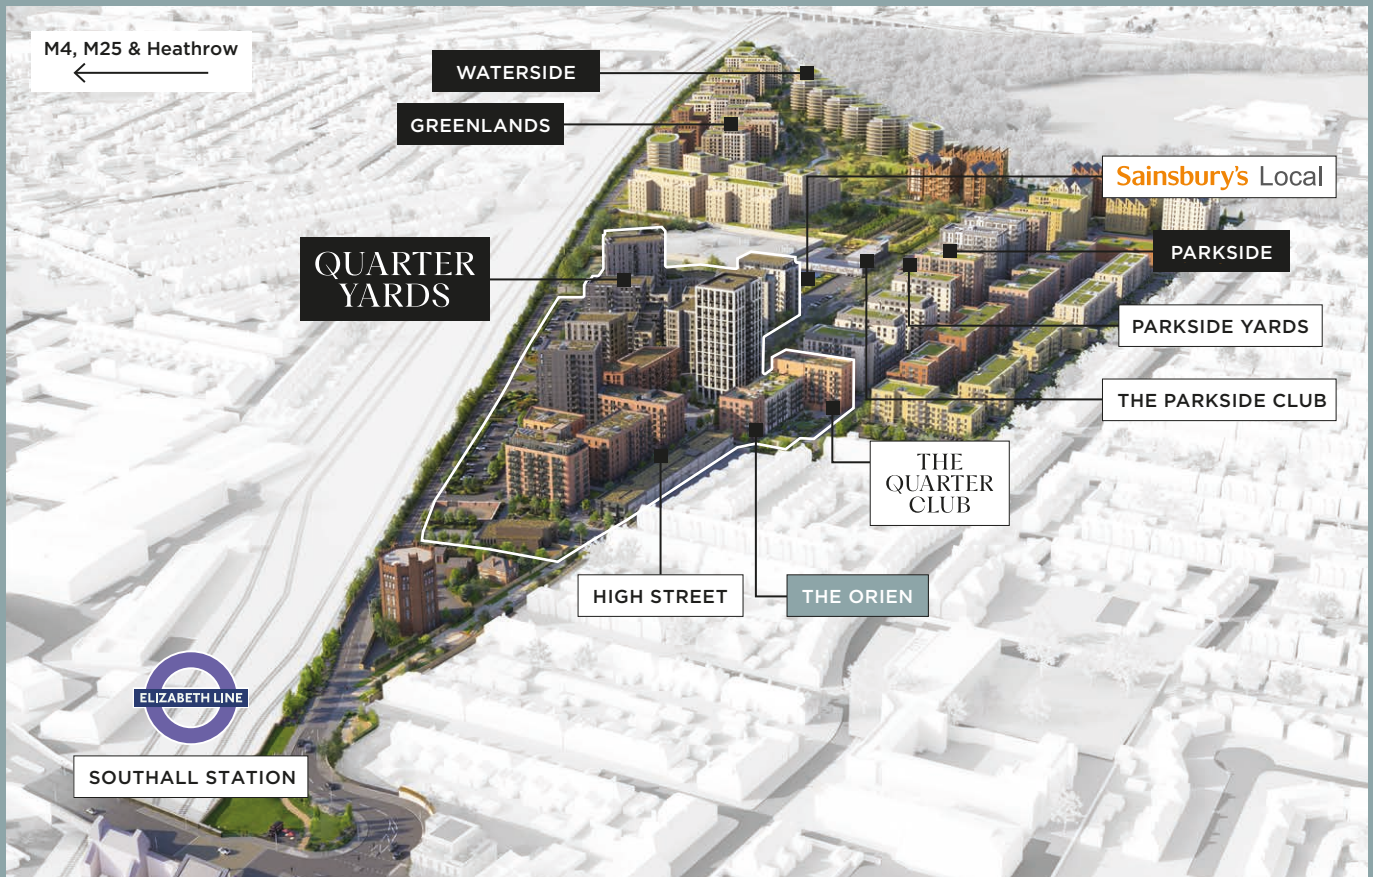 M4, M25 & Heathrow
WATERSIDE
GREENLANDS
Sainsbury's Local
QUARTER
YARDS
PARKSIDE
PARKSIDE YARDS
THE PARKSIDE CLUB
THE
QUARTER
CLUB
HIGH STREET
THE ORIEN
ELIZABETH LINE
SOUTHALL STATION